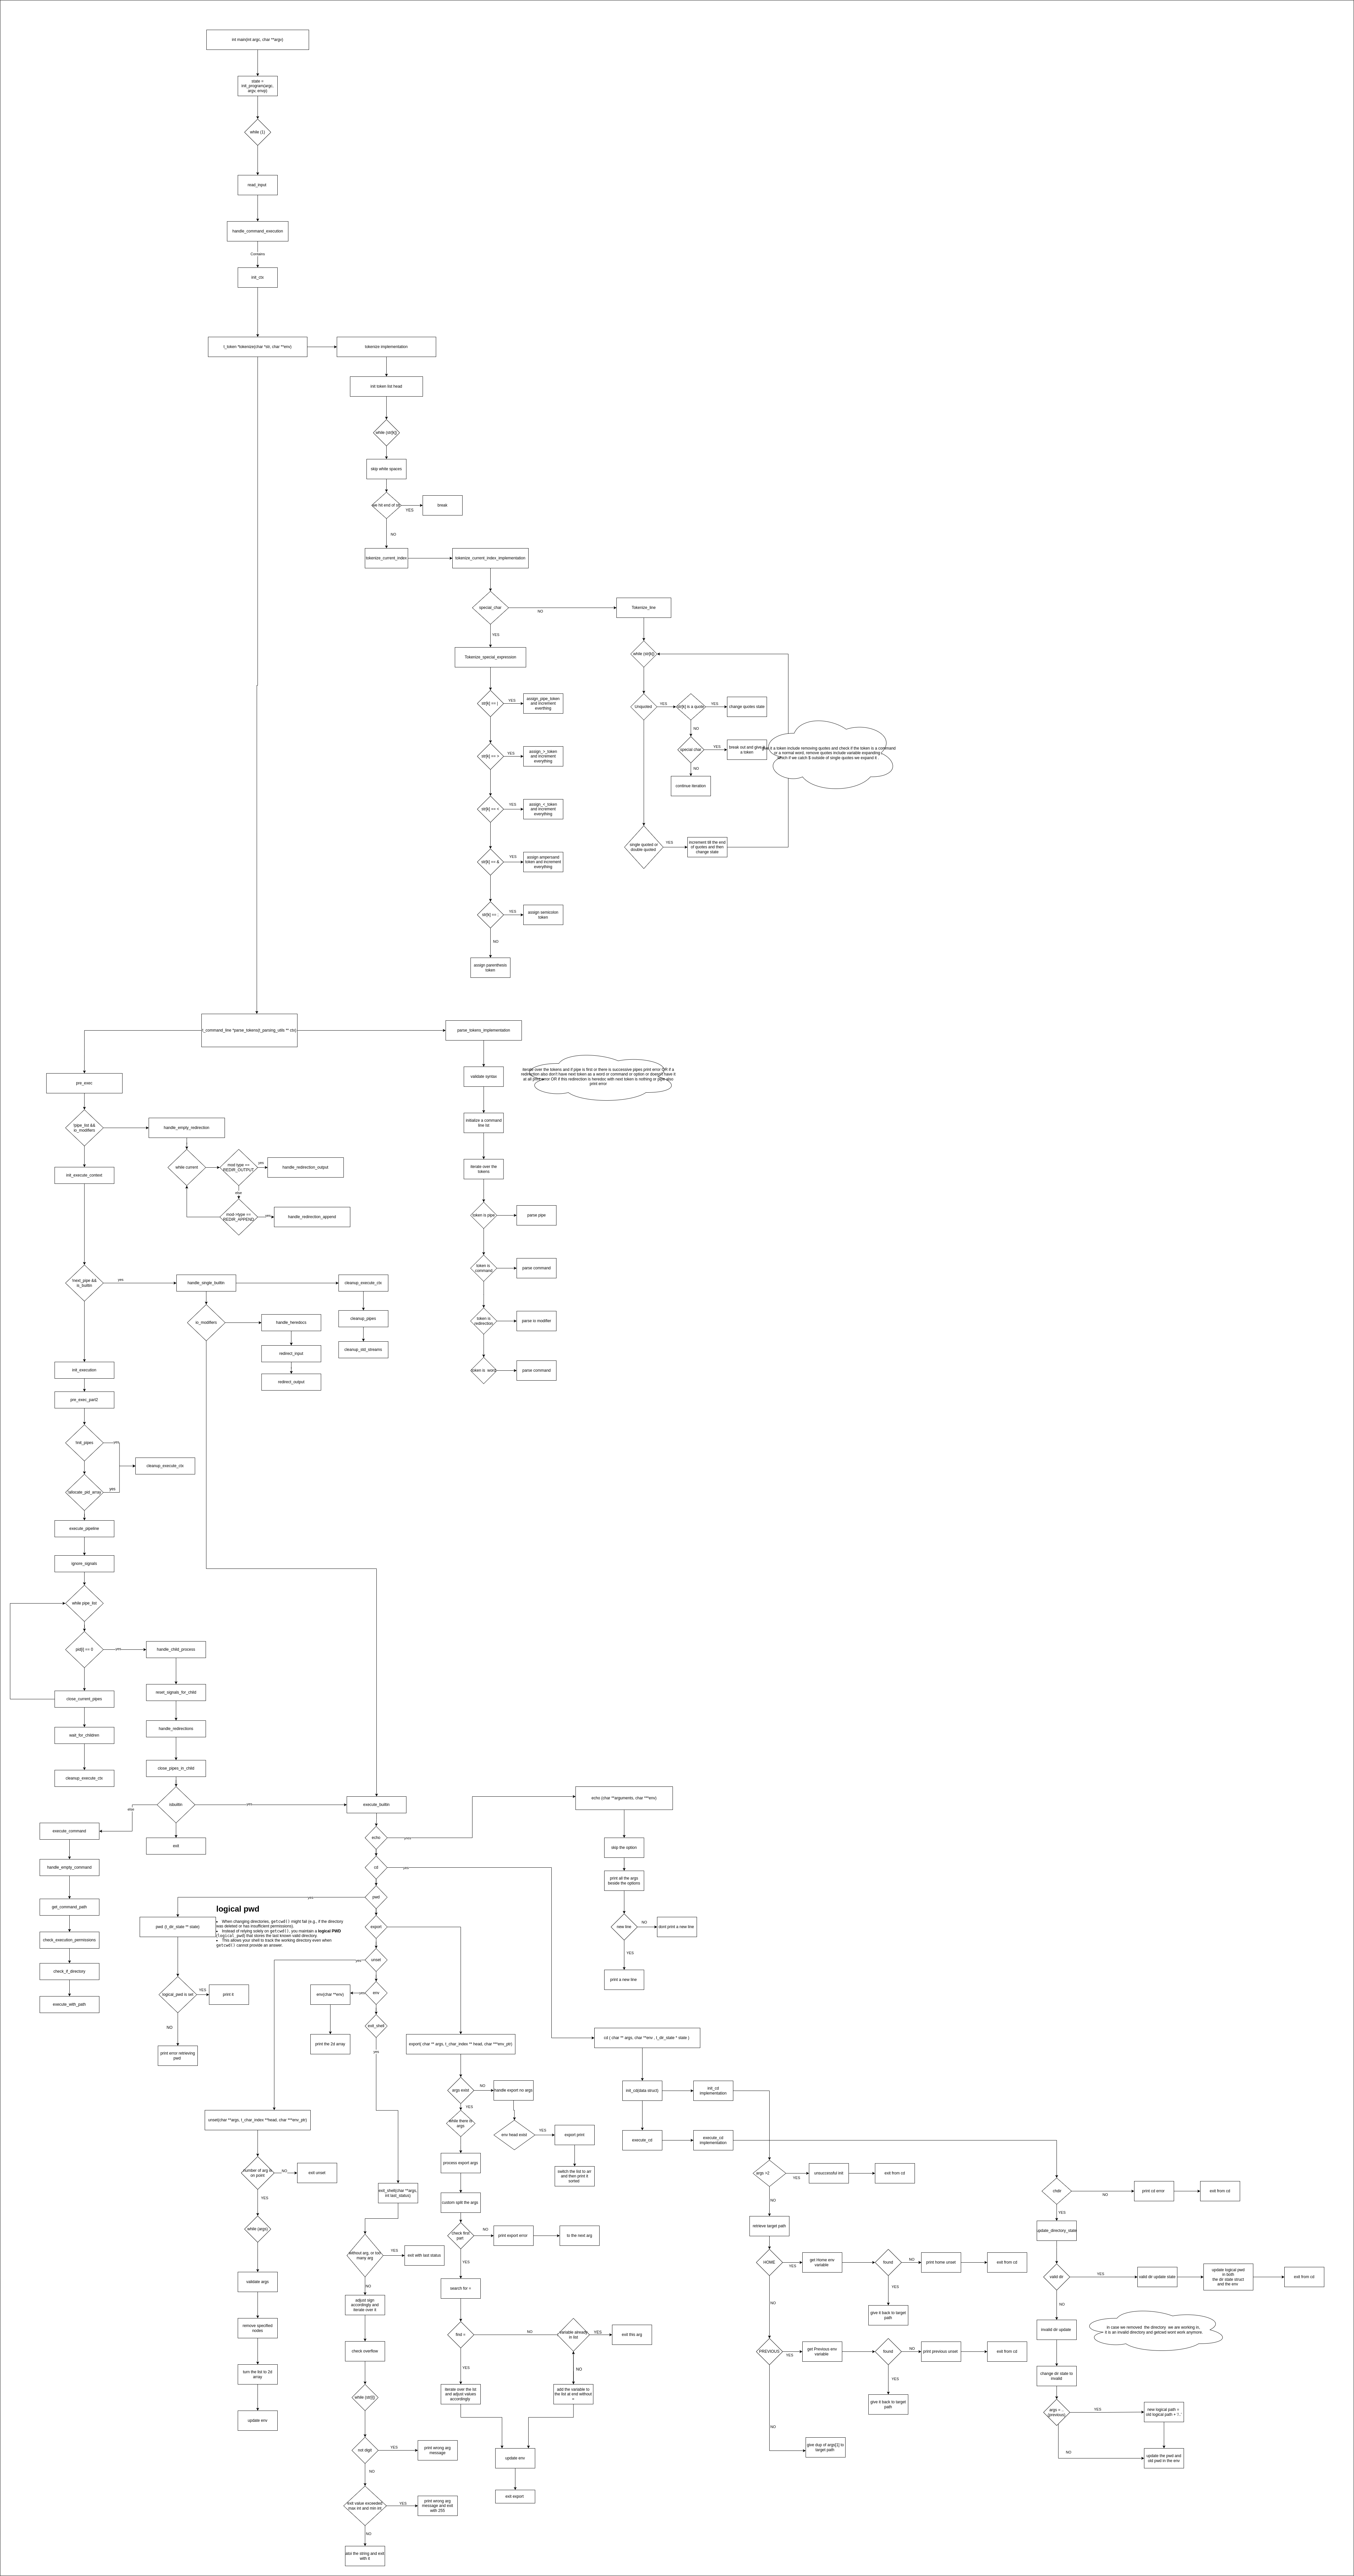 int main(int argc, char **argv)
state =
init_program(argc,
argv, envp)
while (1)
read_input
handle_command_execution
Contains
init_ctx
t_token *tokenize(char *str, char **env)
tokenize implementation
init token list head
while (str[k])
skip white spaces
we hit end of str
YES
break
NO
tokenize_current_index
tokenize_current_index_implementation
special_char
NO
Tokenize_line
YES
Tokenize_special_expression
while (str[k])
str[k] == |
YES
assign_pipe_token
and increment
everthing
Unquoted
YES
str[k] is a quote
YES
change quotes state
NO
special char
YES
break out and give it
a token
NO
continue iteration
give it a token include removing quotes and check if the token is a command
or a normal word, remove quotes include variable expanding
which if we catch $ outside of single quotes we expand it
YES
assign_>_token
and increment
everything
YES
assign_<_token
and increment
everything
single quoted or
double quoted
YES
increment till the end
of quotes and then
change state
str[k] == &
YES
assign ampersand
token and increment
everything
YES
assign semicolon
token
NO
assign parenthesis
token
t_command_line *parse_tokens(t_parsing_utils ** ctx)
parse_tokens_implementation
validate syntax
iterate over the tokens and if pipe is first or there is successive pipes print error OR if a
redirection also don't have next token as a word or command or option or doesn't have it
at all print error OR if this redirection is heredoc with next token is nothing or pipe also
print error
initialize a command
line list
iterate over the
tokens
token is pipe
parse pipe
token is
command
parse command
token is
redirection
parse io modifier
token is word
parse command
pre_exec
!pipe_list &&
io_modifiers
handle_empty_redirection
while current
mod type ==
REDIR_OUTPUT
yes
handle_redirection_output
else
mod->type ==
REDIR_APPEND
yes
handle_redirection_append
init_execute_context
!next_pipe &&
is_builtin
yes
handle_single_builtin
cleanup_execute_ctx
io_modifiers
handle_heredocs
cleanup_pipes
redirect_input
cleanup_std_streams
redirect_output
init_execution
pre_exec_part2
!init_pipes
yes
cleanup_execute_ctx
!allocate_pid_array
yes
execute_pipeline
ignore_signals
while pipe_list
pid[i] == 0
yes
handle_child_process
reset_signals_for_child
close_current_pipes
handle_redirections
wait_for_children
close_pipes_in_child
cleanup_execute_ctx
isbuiltin
yes
else
exit
execute_command
handle_empty_command
get_command_path
check_execution_permissions
check_if_directory
execute_with_path
execute_builtin
echo
yes
echo (char **arguments, char ***env)
skip the option
print all the args
beside the options
new line
NO
dont print a new line
YES
print a new line
cd
yes
pwd
yes
pwd (t_dir_state ** state)
logical pwd
• When changing directories, getcwd() might fail (e.g., if the directory
was deleted or has insufficient permissions).
• Instead of relying solely on getcwd(), you maintain a logical PWD
(logical_pwd) that stores the last known valid directory.
• This allows your shell to track the working directory even when
getcwd() cannot provide an answer.
logical_pwd is set
YES
print it
NO
print error retrieving
pwd
export
unset
yes
env
yes
env(char **env)
print the 2d array
exit_shell
yes
export( char ** args, t_char_index ** head, char ***env_ptr)
args exist
NO
handle export no args
YES
while there is
args
env head exist
YES
export print
switch the list to arr
and then print it
sorted
process export args
custom split the args
check first
part
NO
print export error
to the next arg
YES
search for =
find =
NO
variable already
in list
YES
exit this arg
YES
NO
iterate over the list
and adjust values
accordingly
add the variable to
the list at end without
=
update env
exit export
unset(char **args, t_char_index **head, char ***env_ptr)
number of arg is
on point
NO
exit unset
YES
while (args)
validate args
remove specified
nodes
turn the list to 2d
array
update env
exit_shell(char **args,
int last_status)
without arg, or too
many arg
YES
exit with last status
NO
adjust sign
accordingly and
iterate over it
check overflow
while (str[i])
not digit
YES
print wrong arg
message
NO
exit value exceeded
max int and min int
YES
print wrong arg
message and exit
with 255
NO
atoi the string and exit
with it
cd ( char ** args, char **env , t_dir_state * state )
init_cd(data struct)
init_cd
implementation
execute_cd
execute_cd
implementation
args >2
YES
unsuccessful init
exit from cd
NO
retrieve target path
HOME
YES
get Home env
variable
found
NO
print home unset
exit from cd
YES
give it back to target
path
NO
PREVIOUS
YES
get Previous env
variable
found
NO
print previous unset
exit from cd
YES
give it back to target
path
NO
give dup of args[1] to
target path
chdir
NO
print cd error
exit from cd
YES
update_directory_state
valid dir
YES
valid dir update state
update logical pwd
in both
the dir state struct
and the env
exit from cd
NO
invalid dir update
in case we removed the directory we are working in,
it is an invalid directory and getcwd wont work anymore.
change dir state to
invalid
args = -
(previous)
YES
new logical path =
old logical path + '/..'
NO
update the pwd and
old pwd to the env